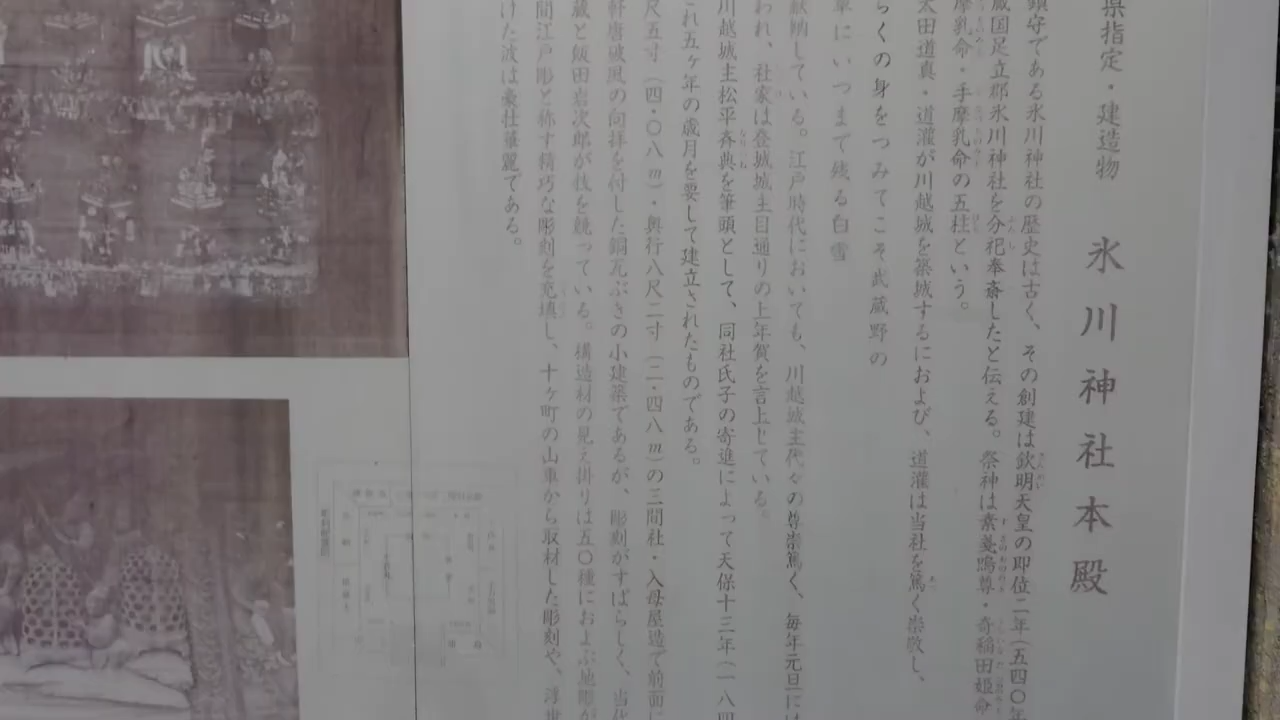 県指定・建造物　氷川神社本殿
鎮守である氷川神社の歴史は古く、その創建は欽明天皇の即位二年（五四〇年
蔵国足立郡氷川神社を分祀奉斎したと伝える。祭神は素戔嗚尊・奇稲田姫命
摩乳命・手摩乳命の五柱という。
太田道真・道灌が川越城を築城するにおよび、道灌は当社を篤く崇敬し、
らくの身をつみてこそ武蔵野の
草にいつまで残る白雪
献納している。江戸時代においても、川越城主代々の尊崇篤く、毎年元旦には
われ、社家は登城城主目通りの上年賀を言上している。
川越城主松平斉典を筆頭として、同社氏子の寄進によって天保十三年（一八四
れ五ヶ年の歳月を要して建立されたものである。
尺五寸（四・〇八m）・奥行八尺二寸（二・四八m）の三間社・入母屋造で前面に
軒唐破風の向拝を付した銅瓦ぶきの小建築であるが、彫刻がすばらしく、当代
蔵と飯田岩次郎が技を競っている。構造材の見え掛りは五〇種におよぶ地彫が
間江戸彫と称す精巧な彫刻を充填し、十ヶ町の山車から取材した彫刻や、浮世
けた波は豪壮華麗である。